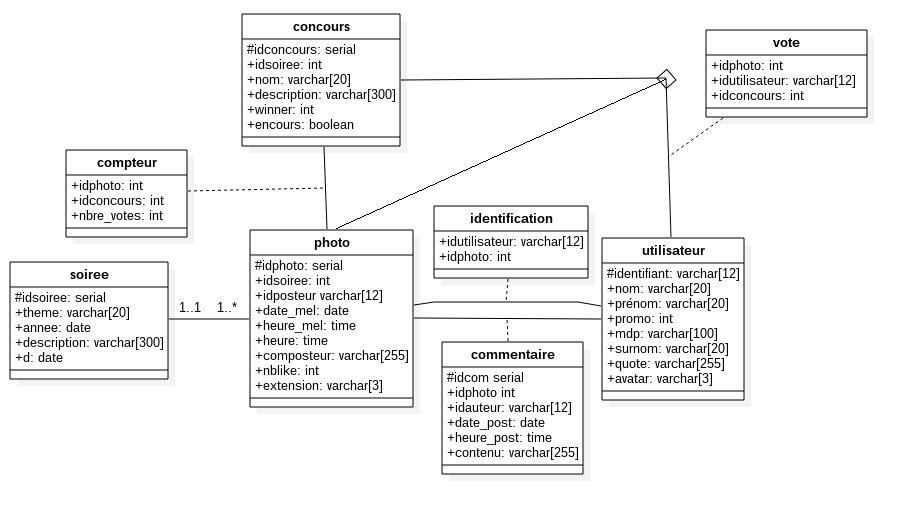 concours
#idconcours: serial
+idsoiree: int
+nom: varchar[20]
+description: varchar[300]
+winner: int
+encours: boolean
vote
+idphoto: int
+idutilisateur: varchar[12]
+idconcours: int
compteur
+idphoto: int
+idconcours: int
+nbre_votes: int
identification
+idutilisateur: varchar[12]
+idphoto: int
photo
#idphoto: serial
+idsoiree: int
+idposteur varchar[12]
+date_mel: date
+heure_mel: time
+heure: time
+composteur: varchar[255]
+nblike: int
+extension: varchar[3]
utilisateur
#identifiant: varchar[12]
+nom: varchar[20]
+prénom: varchar[20]
+promo: int
+mdp: varchar[100]
+surnom: varchar[20]
+quote: varchar[255]
+avatar: varchar[3]
soiree
#idsoiree: serial
+theme: varchar[20]
+annee: date
+description: varchar[300]
+d: date
1..1 1..*
commentaire
#idcom serial
+idphoto int
+idauteur: varchar[12]
+date_post: date
+heure_post: time
+contenu: varchar[255]